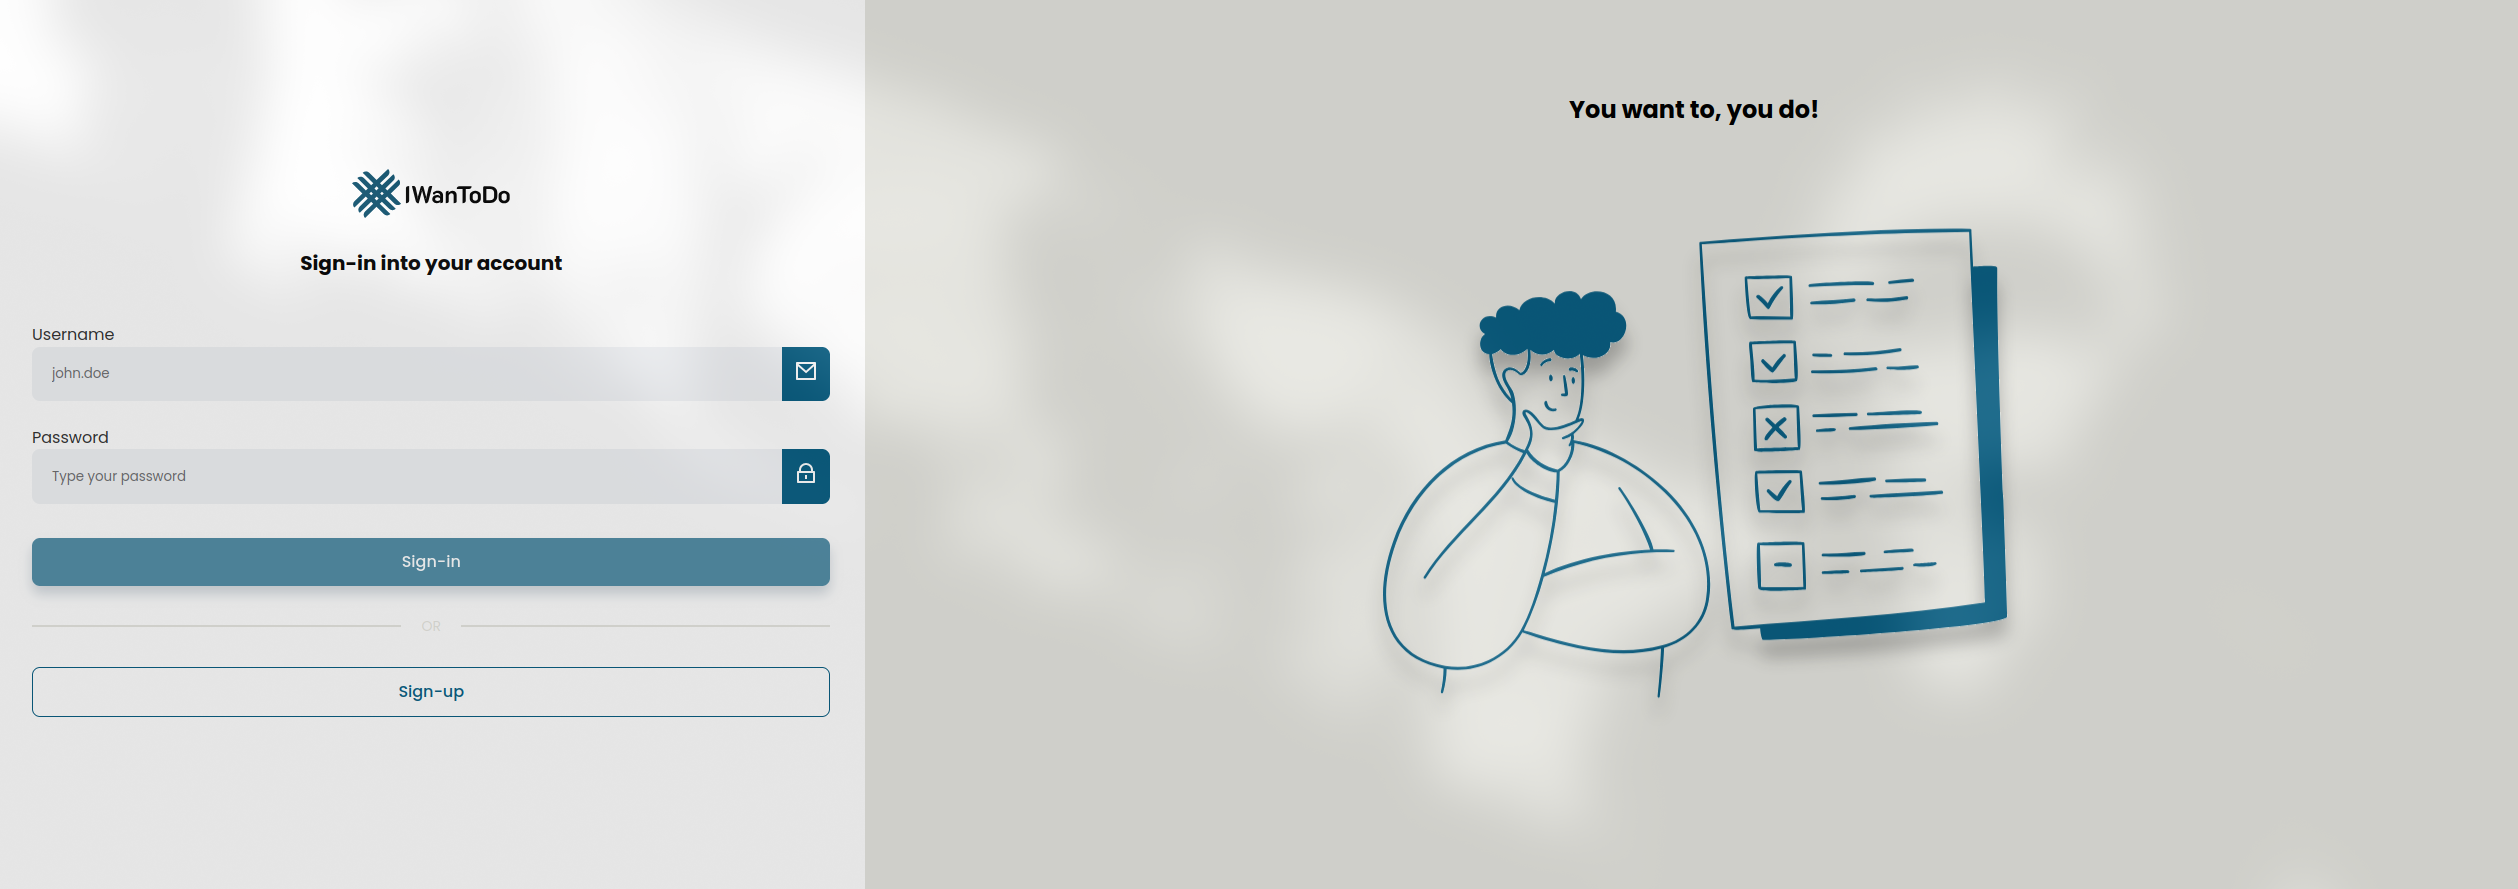 IWanToDo
Sign-in into your account
Username
john.doe
Password
Type your password
Sign-in
OR
Sign-up
You want to, you do!